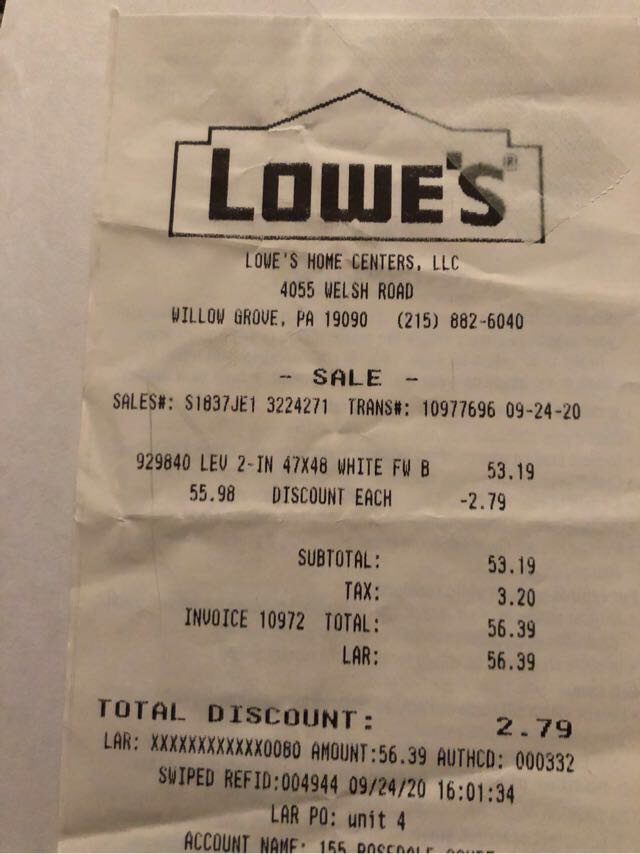 LOWE'S®
LOWE'S HOME CENTERS, LLC
4055 WELSH ROAD
WILLOW GROVE, PA 19090 (215) 882-6040
- SALE -
SALES#: S1837JE1 3224271 TRANS#: 10977696 09-24-20
929840 LEV 2-IN 47X48 WHITE FW B 53.19
55.98 DISCOUNT EACH -2.79
SUBTOTAL: 53.19
TAX: 3.20
INVOICE 10972 TOTAL: 56.39
LAR: 56.39
TOTAL DISCOUNT: 2.79
LAR: XXXXXXXXXXXX0080 AMOUNT:56.39 AUTHCD: 000332
SWIPED REFID:004944 09/24/20 16:01:34
LAR PO: unit 4
ACCOUNT NAME: 155